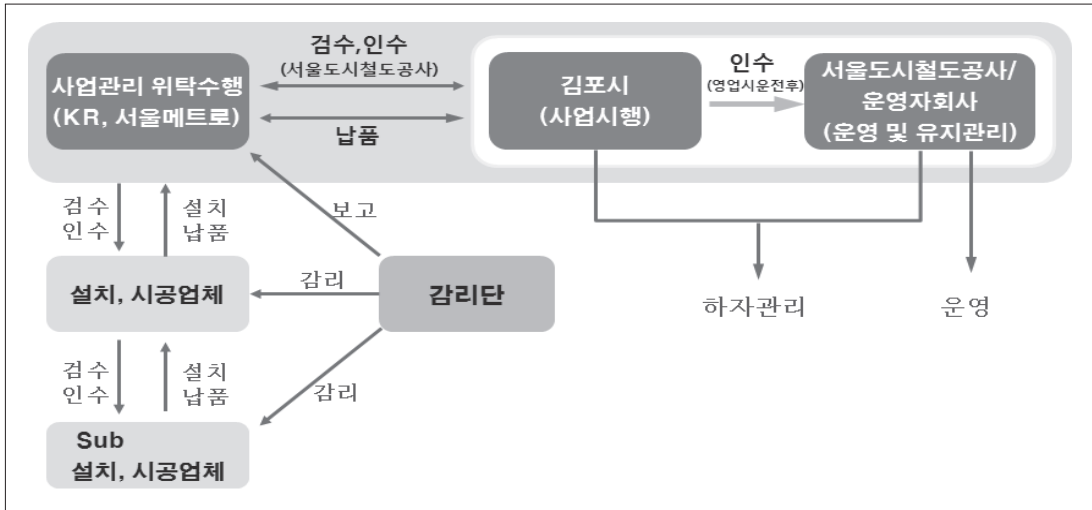 사업관리 위탁수행
(KR, 서울메트로)
검수,인수
(서울도시철도공사)
납품
김포시
(사업시행)
인수
(영업시운전후)
서울도시철도공사/
운영자회사
(운영 및 유지관리)
검수
인수
설치
납품
보고
설치, 시공업체
감리
감리단
하자관리
운영
검수
인수
설치
납품
감리
Sub
설치, 시공업체